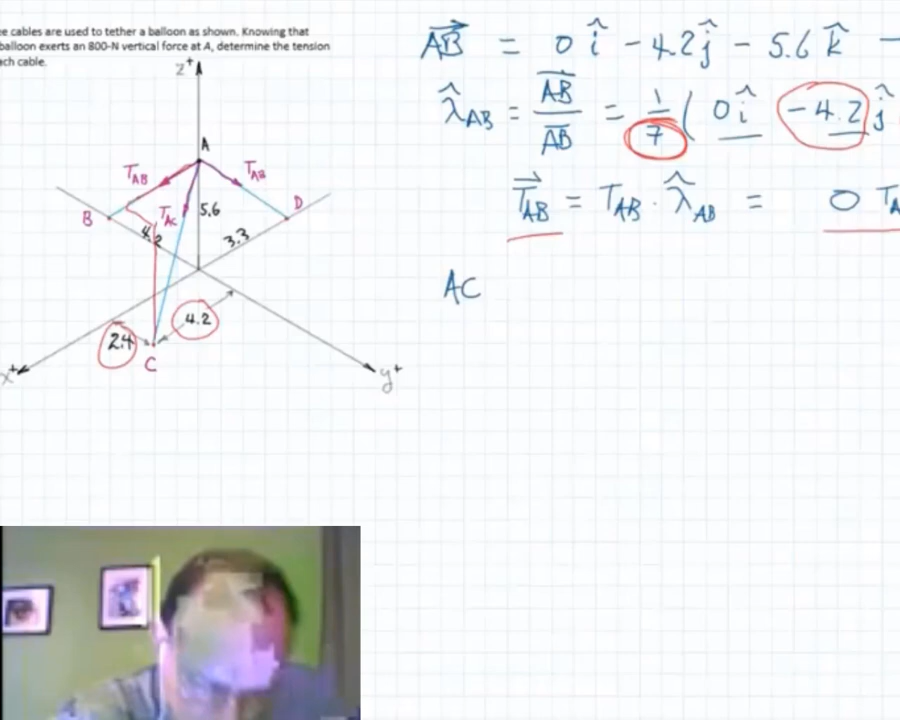 ee cables are used to tether a balloon as shown. Knowing that
balloon exerts an 800-N vertical force at A, determine the tension
ach cable.
z+
A
T_AB
T_AB
B
T_AC
5.6
D
4.2
3.3
4.2
2.4
C
x+
y+
AB = 0 î - 4.2 ĵ - 5.6 k̂ -
λ̂_AB = AB / AB = 1/7 ( 0 î - 4.2 ĵ
T_AB = T_AB · λ̂_AB = 0 T_A
AC